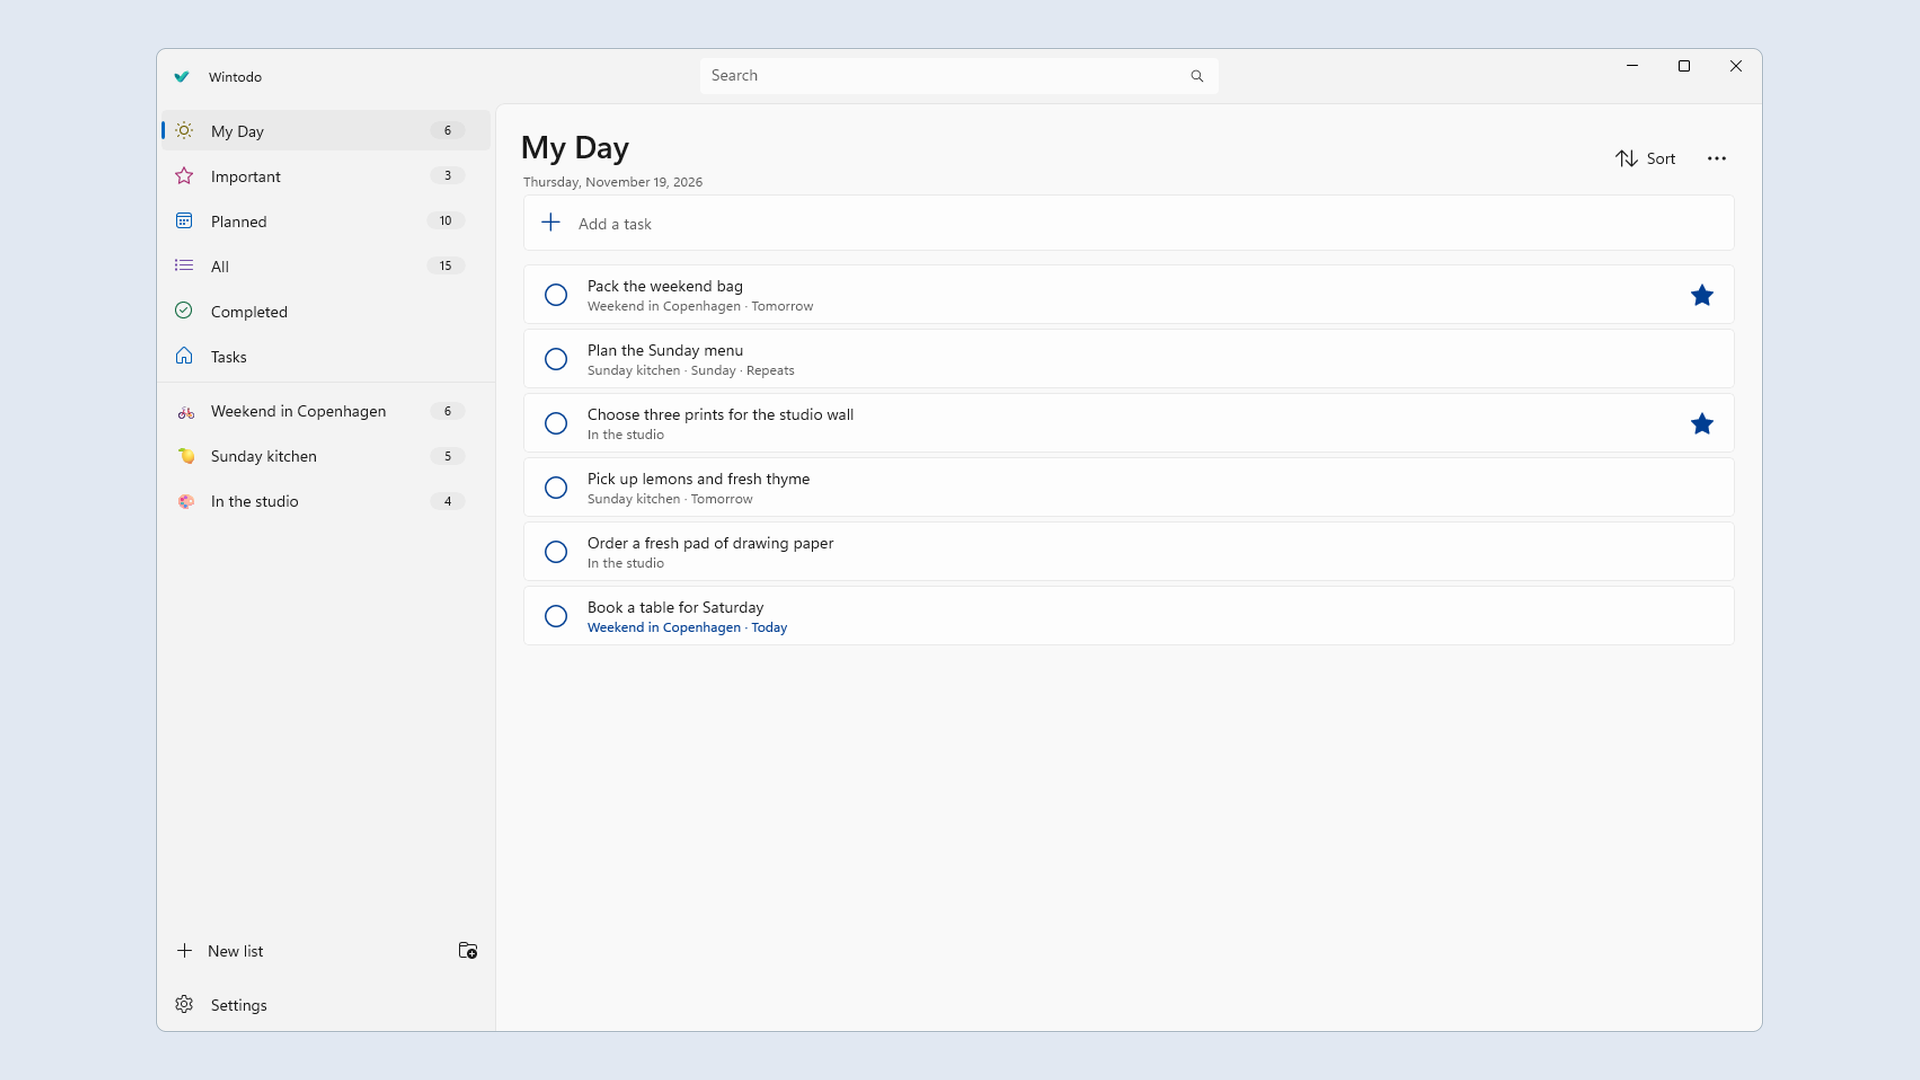 Wintodo
Search
My Day 6
Important 3
Planned 10
All 15
Completed
Tasks
Weekend in Copenhagen 6
Sunday kitchen 5
In the studio 4
New list
Settings
My Day
Thursday, November 19, 2026
Sort
Add a task
Pack the weekend bag
Weekend in Copenhagen · Tomorrow
Plan the Sunday menu
Sunday kitchen · Sunday · Repeats
Choose three prints for the studio wall
In the studio
Pick up lemons and fresh thyme
Sunday kitchen · Tomorrow
Order a fresh pad of drawing paper
In the studio
Book a table for Saturday
Weekend in Copenhagen · Today